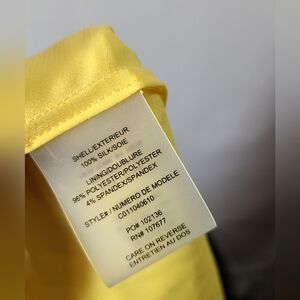 SHELL/EXTERIEUR
100% SILK/SOIE
LINING/DOUBLURE
96% POLYESTER/POLYESTER
4% SPANDEX/SPANDEX
STYLE# / NUMERO DE MODELE
C011040610
PO# 102136
RN# 107677
CARE ON REVERSE
ENTRETIEN AU DOS